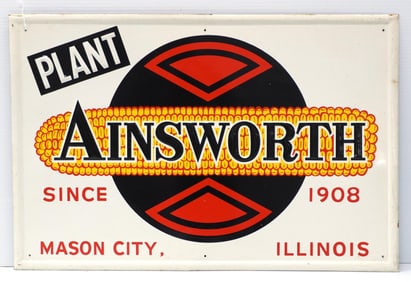 PLANT
AINSWORTH
SINCE 1908
MASON CITY, ILLINOIS